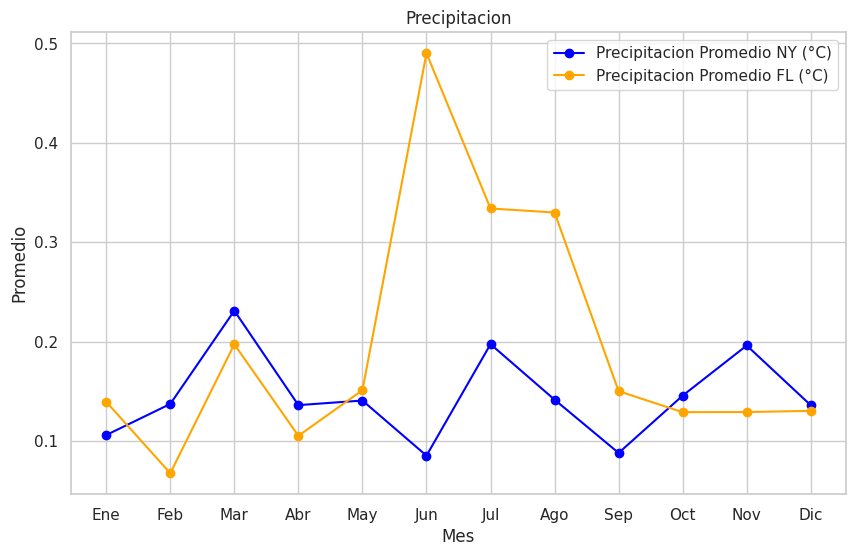 Precipitacion
Precipitacion Promedio NY (°C)
Precipitacion Promedio FL (°C)
Promedio
0.5
0.4
0.3
0.2
0.1
Ene Feb Mar Abr May Jun Jul Ago Sep Oct Nov Dic
Mes